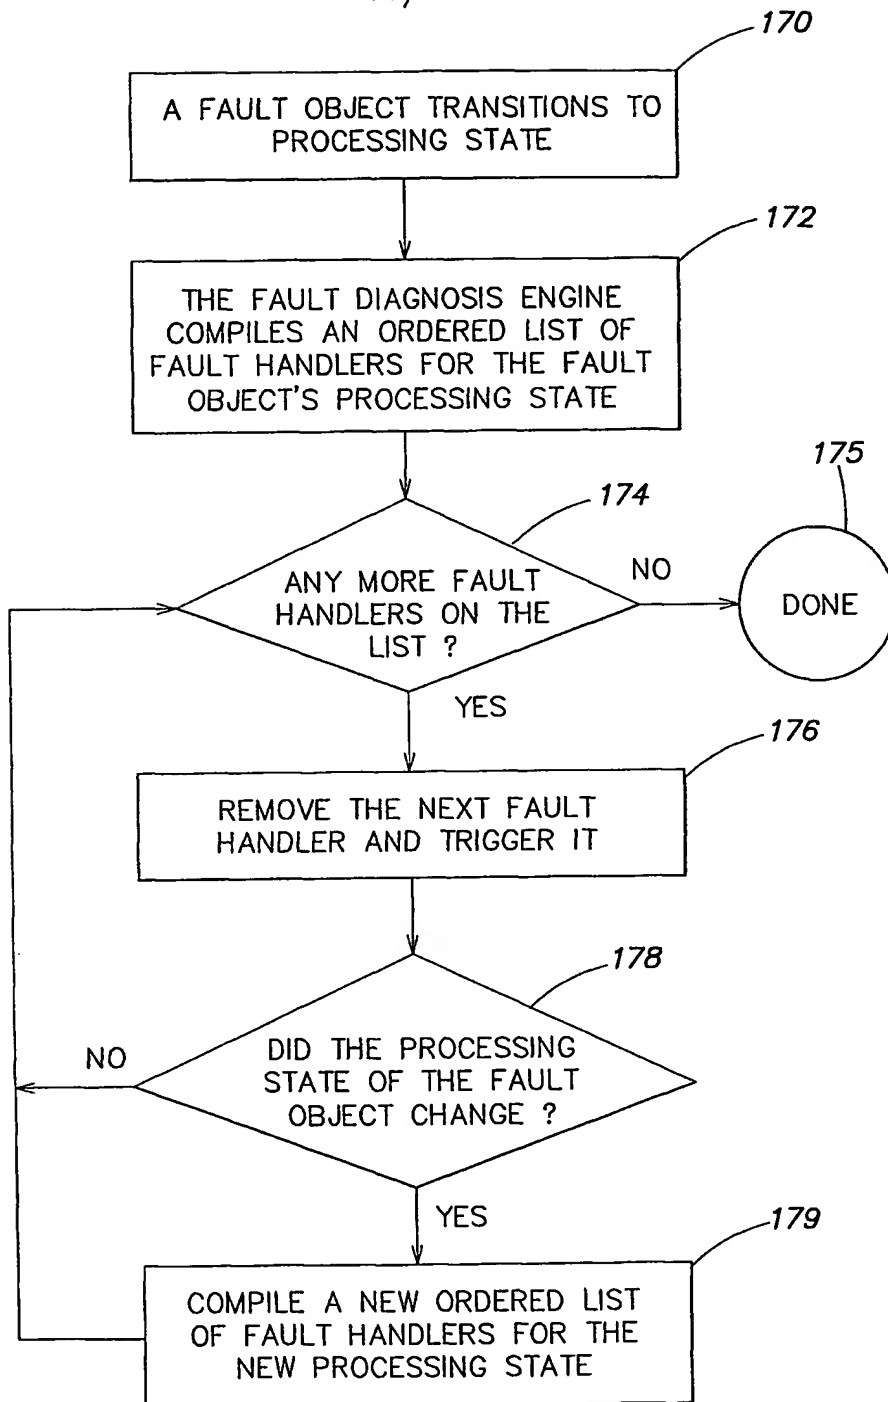 170
A FAULT OBJECT TRANSITIONS TO
PROCESSING STATE
172
THE FAULT DIAGNOSIS ENGINE
COMPILES AN ORDERED LIST OF
FAULT HANDLERS FOR THE FAULT
OBJECT'S PROCESSING STATE
174
175
ANY MORE FAULT
HANDLERS ON THE
LIST ?
NO
DONE
YES
176
REMOVE THE NEXT FAULT
HANDLER AND TRIGGER IT
178
DID THE PROCESSING
STATE OF THE FAULT
OBJECT CHANGE ?
NO
YES
179
COMPILE A NEW ORDERED LIST
OF FAULT HANDLERS FOR THE
NEW PROCESSING STATE